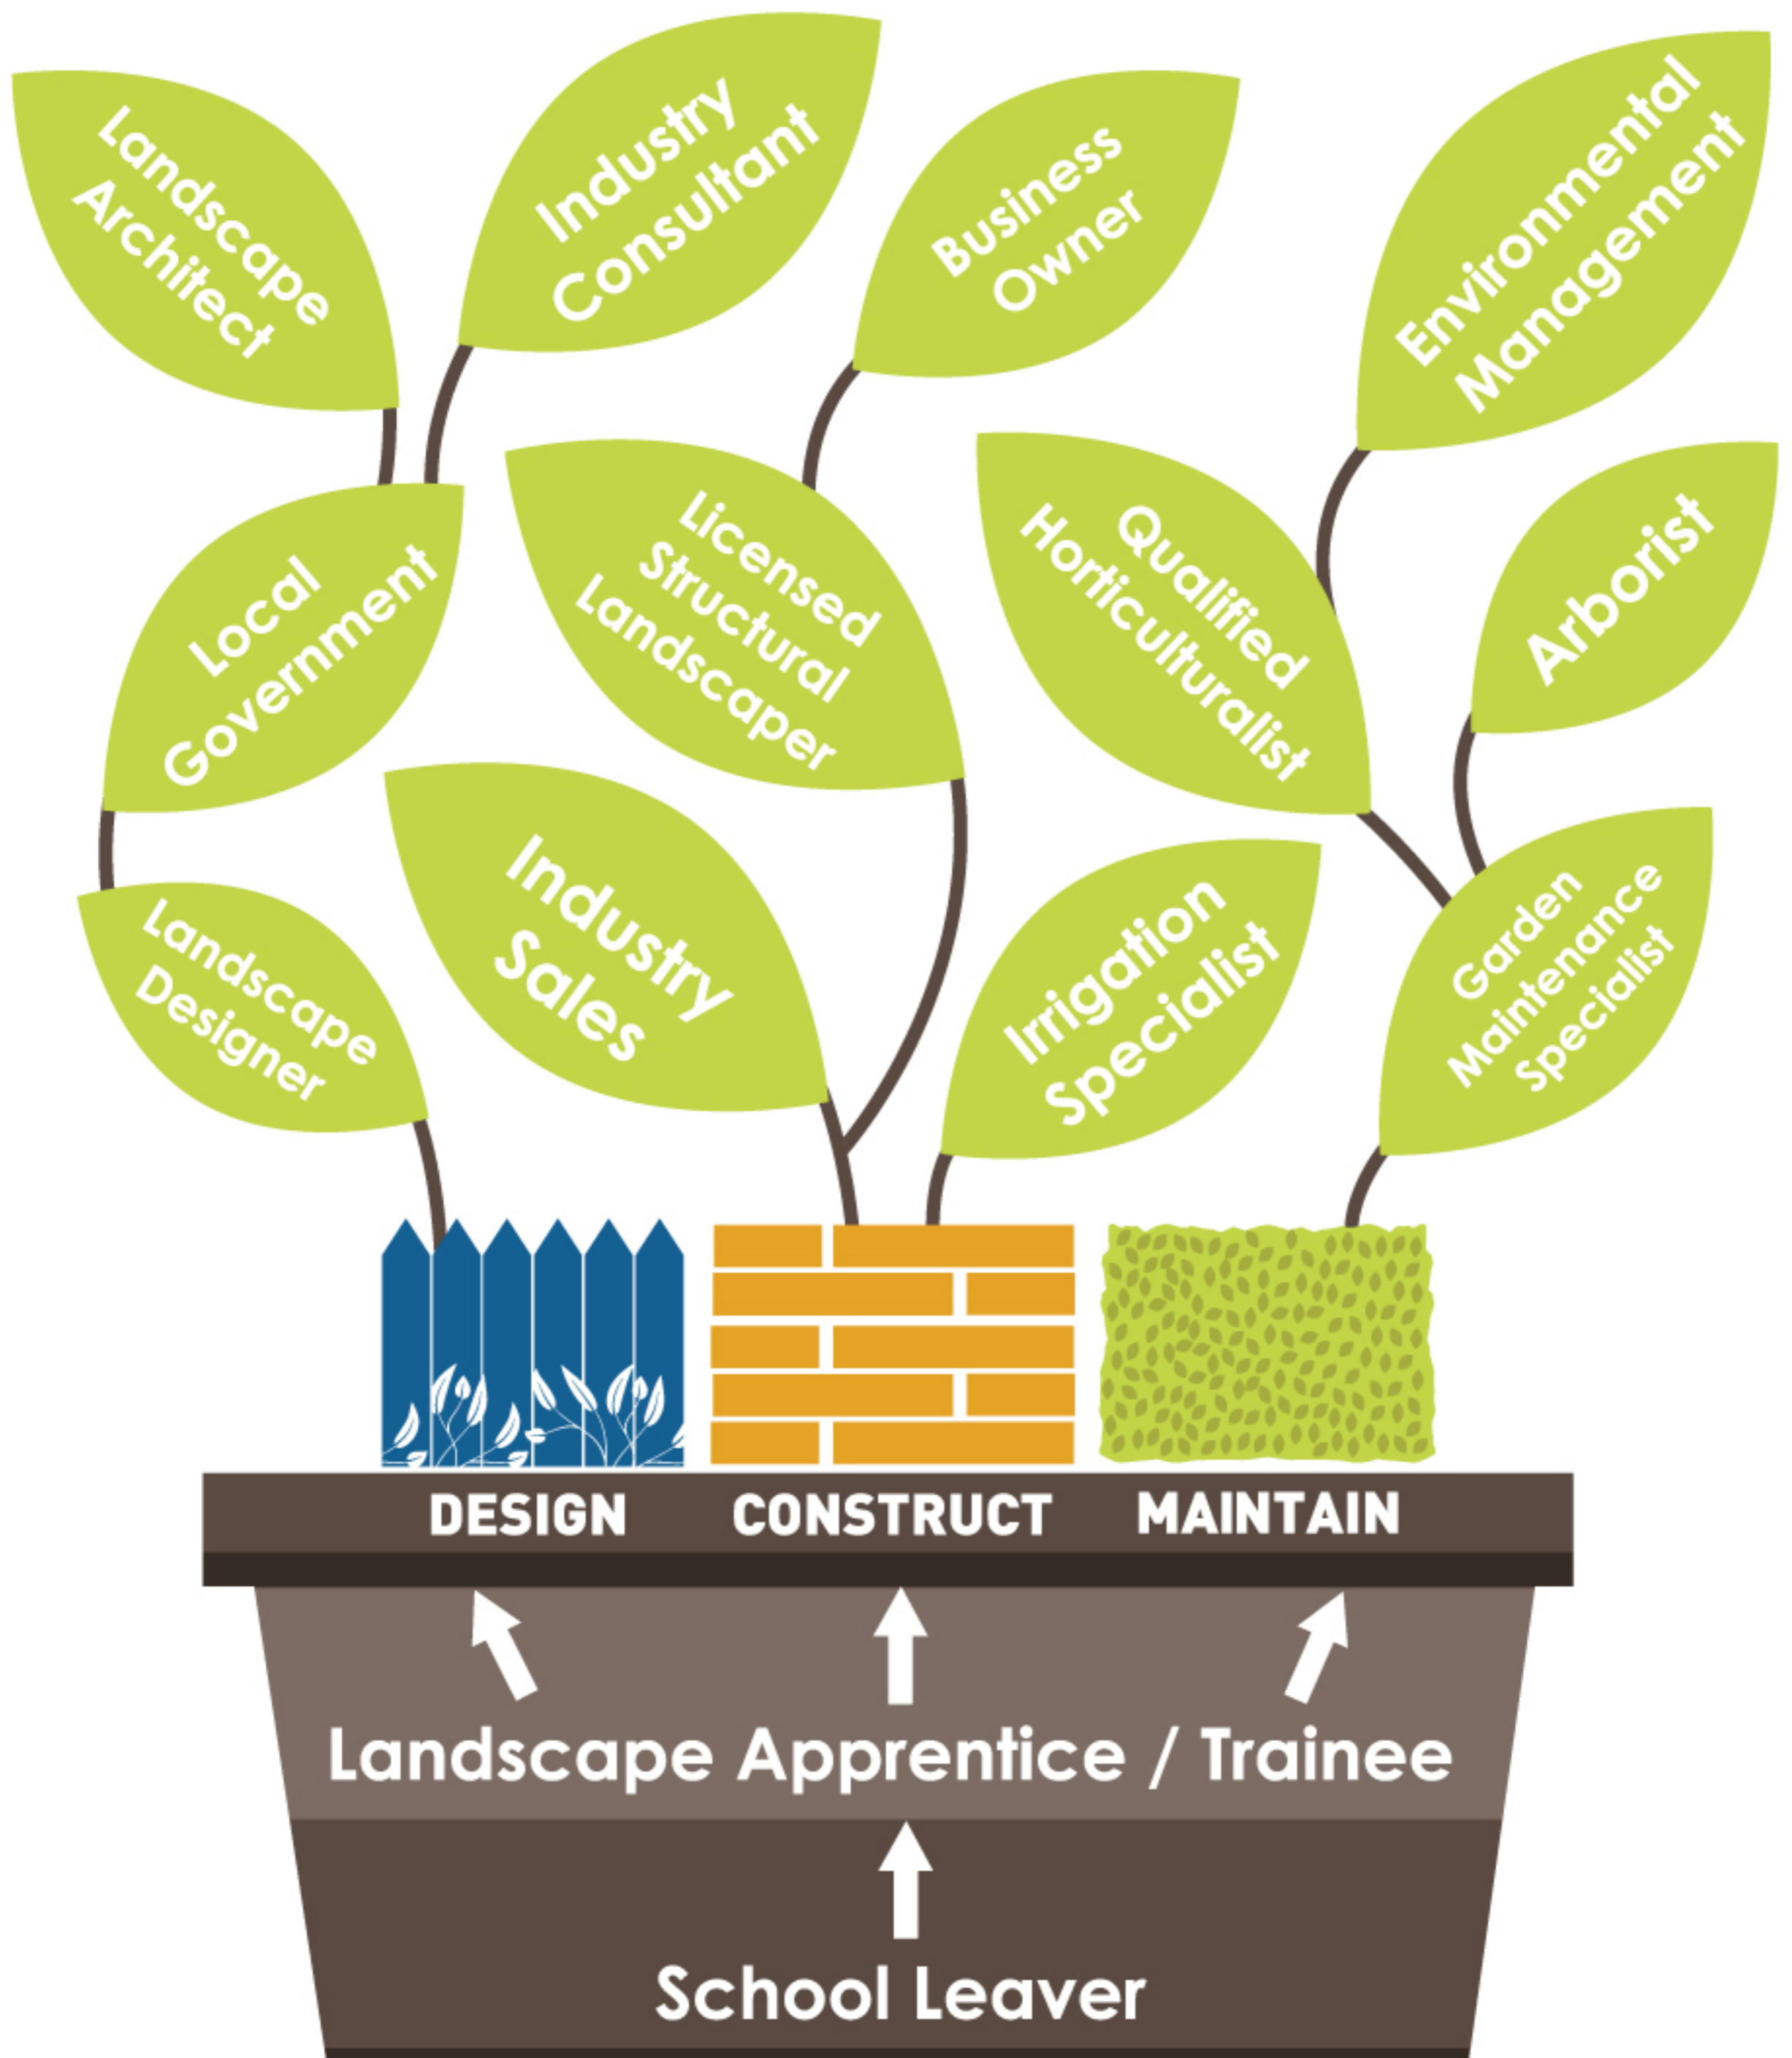 Landscape
Architect
Industry
Consultant
Business
Owner
Environmental
Management
Local
Government
Licensed
Structural
Landscaper
Quallified
Horticulturalist
Arborist
Landscape
Designer
Industry
Sales
Irrigation
Specialist
Garden
Maintenance
Specialist
DESIGN CONSTRUCT MAINTAIN
Landscape Apprentice / Trainee
School Leaver